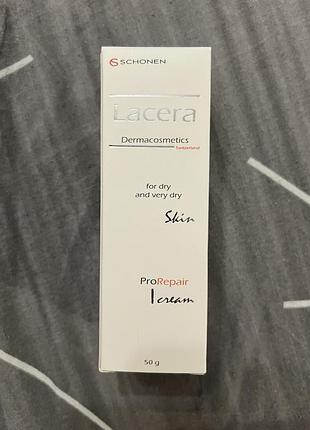 SCHONEN
Lacera
Dermacosmetics
Switzerland
for dry
and very dry
Skin
ProRepair
cream
50 g